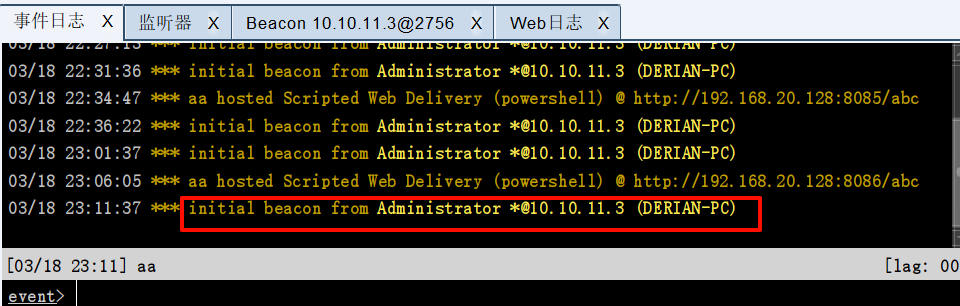 事件日志 X 监听器 X Beacon 10.10.11.3@2756 X Web日志 X
03/18 22:27:13 *** initial beacon from Administrator *@10.10.11.3 (DERIAN-PC)
03/18 22:31:36 *** initial beacon from Administrator *@10.10.11.3 (DERIAN-PC)
03/18 22:34:47 *** aa hosted Scripted Web Delivery (powershell) @ http://192.168.20.128:8085/abc
03/18 22:36:22 *** initial beacon from Administrator *@10.10.11.3 (DERIAN-PC)
03/18 23:01:37 *** initial beacon from Administrator *@10.10.11.3 (DERIAN-PC)
03/18 23:06:05 *** aa hosted Scripted Web Delivery (powershell) @ http://192.168.20.128:8086/abc
03/18 23:11:37 *** initial beacon from Administrator *@10.10.11.3 (DERIAN-PC)
[03/18 23:11] aa [lag: 00
event>